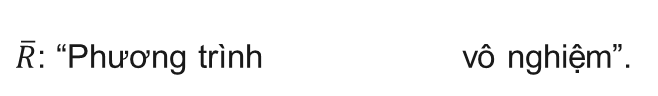 R̄: “Phương trình vô nghiệm”.